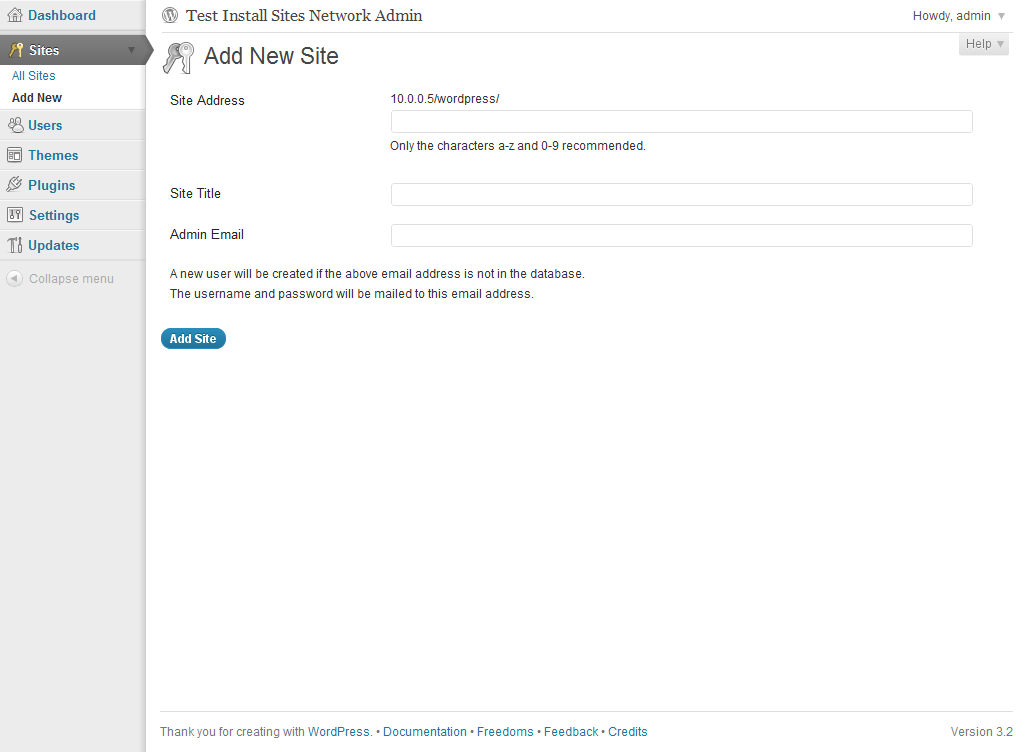 Dashboard
Sites
All Sites
Add New
Users
Themes
Plugins
Settings
Updates
Collapse menu
Test Install Sites Network Admin
Howdy, admin
Help
Add New Site
Site Address
10.0.0.5/wordpress/
Only the characters a-z and 0-9 recommended.
Site Title
Admin Email
A new user will be created if the above email address is not in the database.
The username and password will be mailed to this email address.
Add Site
Thank you for creating with WordPress. • Documentation • Freedoms • Feedback • Credits
Version 3.2